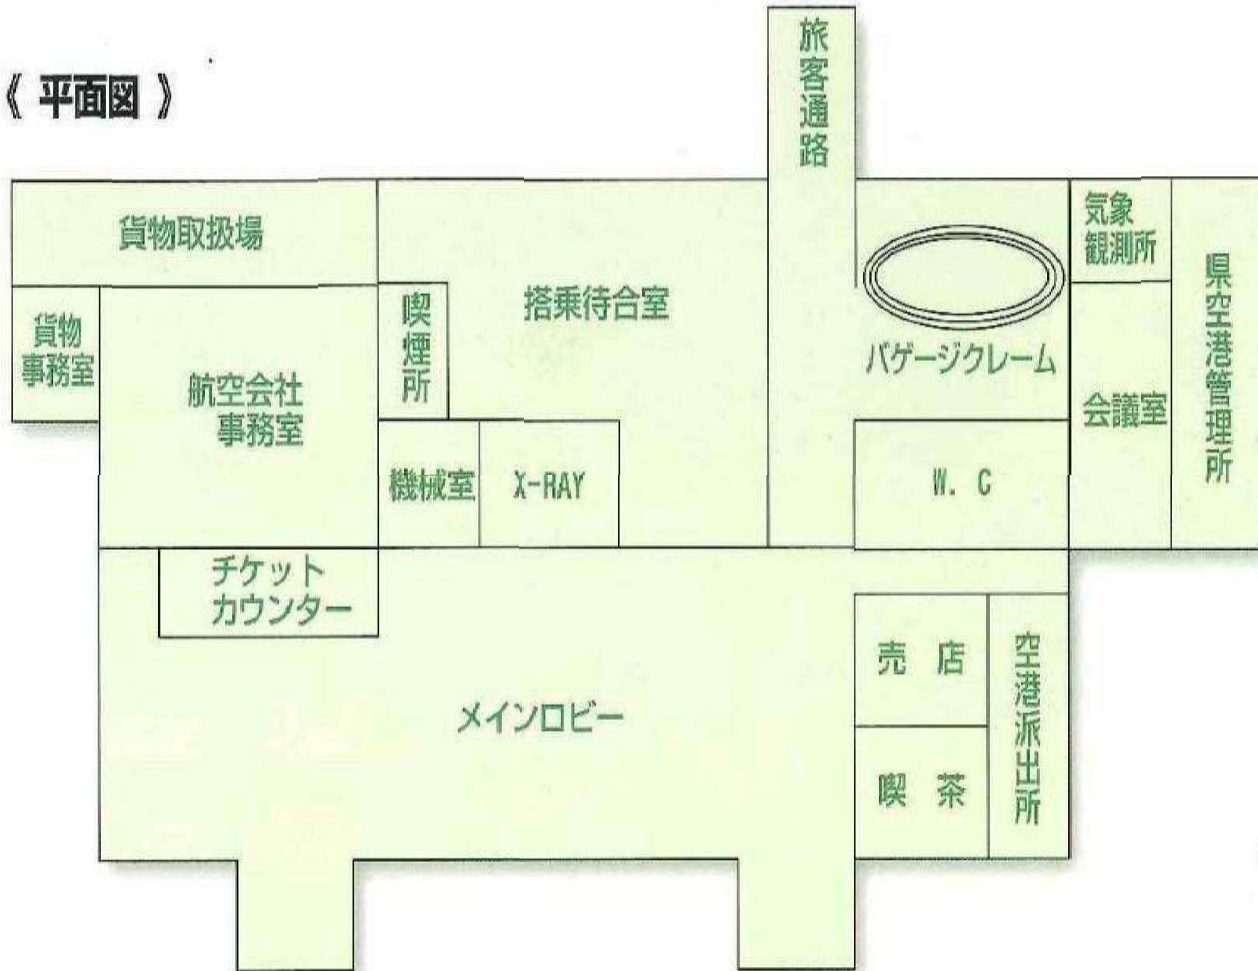 《 平面図 》
旅客通路
貨物取扱場
貨物
事務室
航空会社
事務室
喫煙所
搭乗待合室
機械室
X-RAY
バゲージクレーム
W. C
気象
観測所
会議室
県空港管理所
チケット
カウンター
メインロビー
売 店
喫 茶
空港派出所